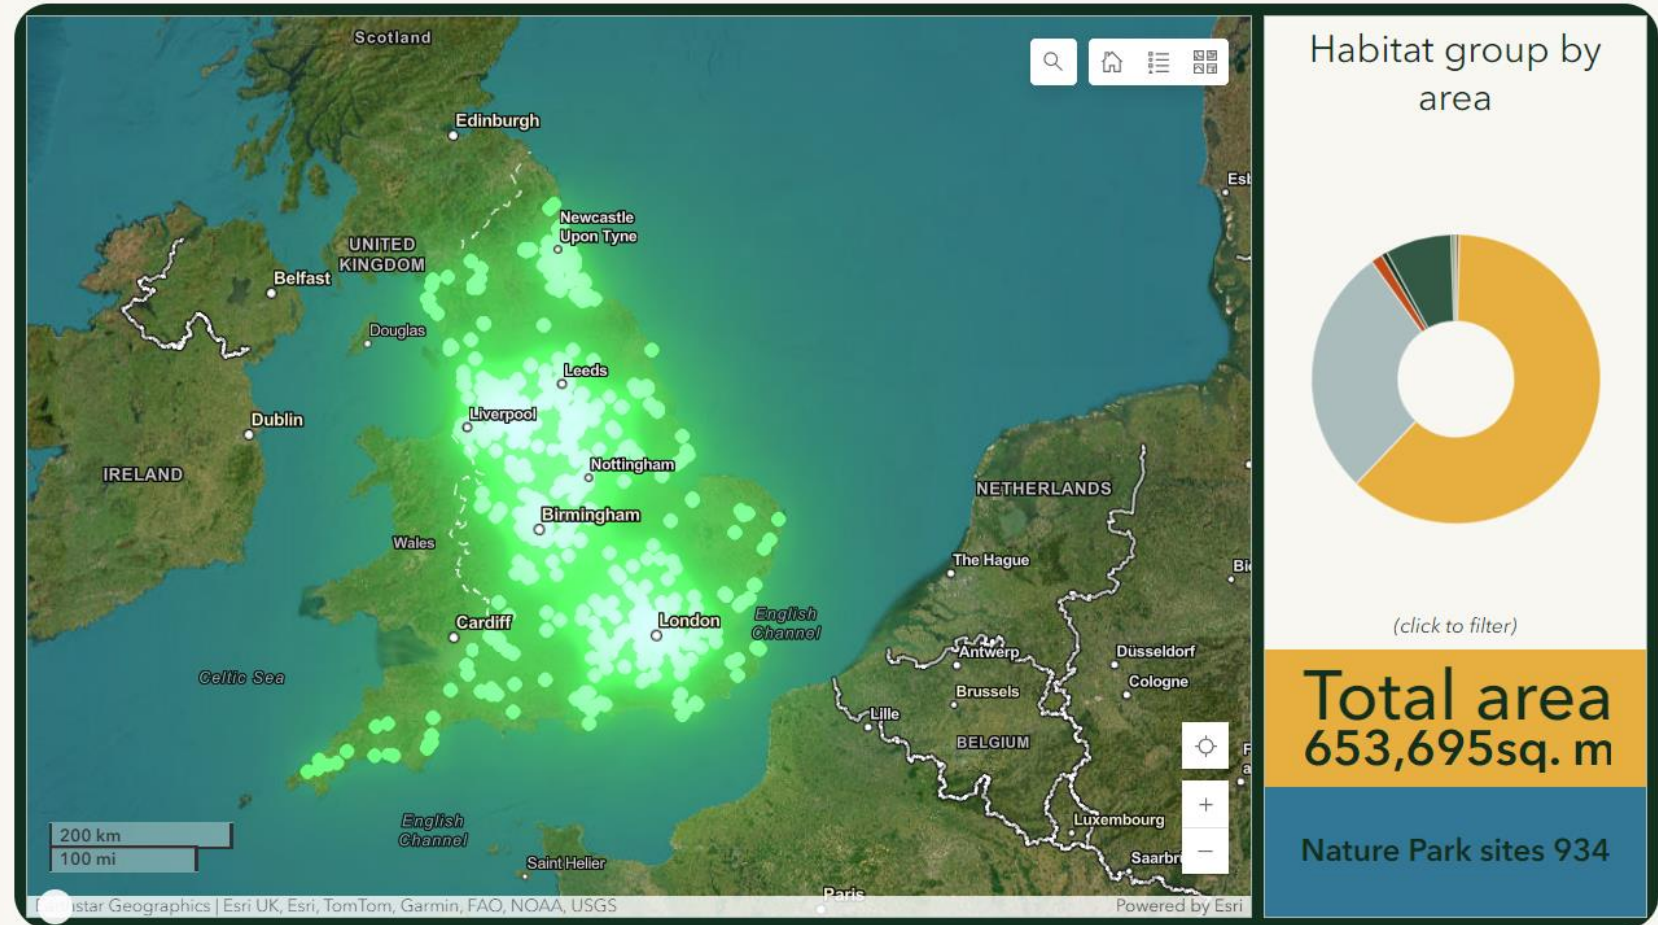 Scotland
Edinburgh
Newcastle
Upon Tyne
UNITED
KINGDOM
Belfast
Douglas
Leeds
Liverpool
Dublin
IRELAND
Nottingham
Birmingham
Wales
NETHERLANDS
The Hague
Cardiff
London
English
Channel
Celtic Sea
Antwerp
Düsseldorf
Brussels
Cologne
Lille
BELGIUM
English
Channel
Luxembourg
Saint Helier
Saarbr
Paris
200 km
100 mi
Esri UK, Esri, TomTom, Garmin, FAO, NOAA, USGS
Powered by Esri
Habitat group by
area
(click to filter)
Total area
653,695sq. m
Nature Park sites 934